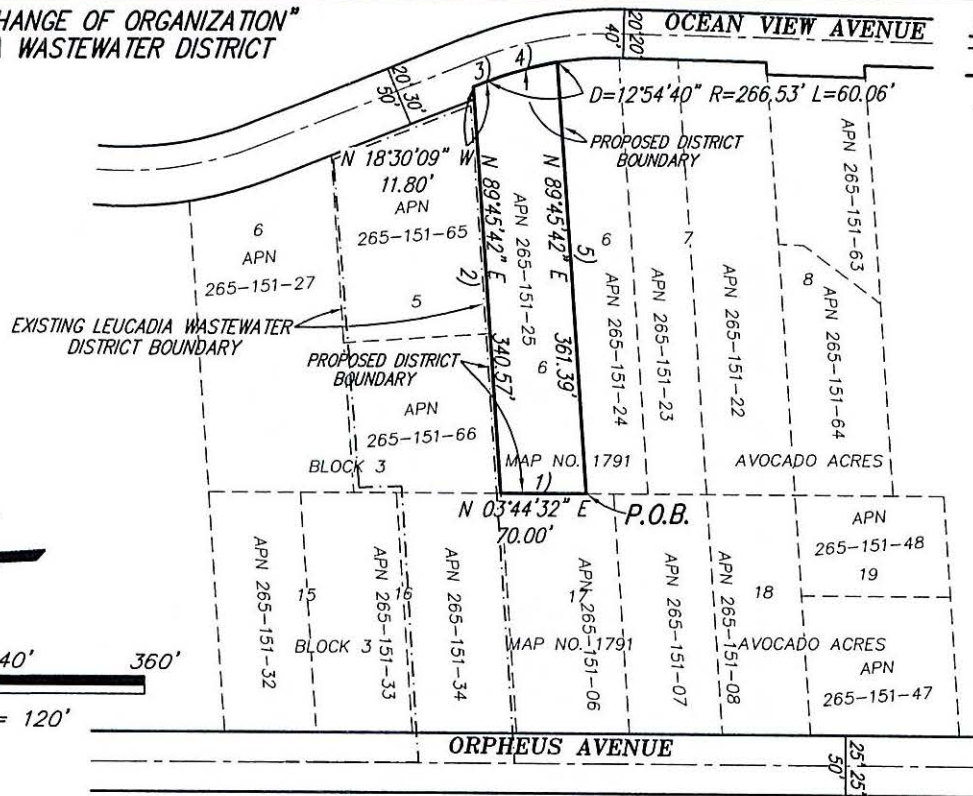 HANGE OF ORGANIZATION"
WASTEWATER DISTRICT
OCEAN VIEW AVENUE
20' 20'
40'
20' 30'
50'
3)
4)
D=12°54'40" R=266.53' L=60.06'
PROPOSED DISTRICT
BOUNDARY
N 18°30'09" W
11.80'
APN
265-151-65
6
APN
265-151-27
5
EXISTING LEUCADIA WASTEWATER
DISTRICT BOUNDARY
PROPOSED DISTRICT
BOUNDARY
APN
265-151-66
BLOCK 3
N 89°45'42" E 340.57'
2)
APN 265-151-25
6
N 89°45'42" E 361.39'
5)
6
APN 265-151-24
7
APN 265-151-23
APN 265-151-22
APN 265-151-63
8
APN 265-151-64
MAP NO. 1791
AVOCADO ACRES
1)
N 03°44'32" E
70.00'
P.O.B.
APN 265-151-32
15
APN 265-151-33
16
APN 265-151-34
17
APN 265-151-06
APN 265-151-07
APN 265-151-08
18
APN
265-151-48
19
BLOCK 3
MAP NO. 1791
AVOCADO ACRES
APN
265-151-47
40' 360'
= 120'
ORPHEUS AVENUE
25' 25'
50'